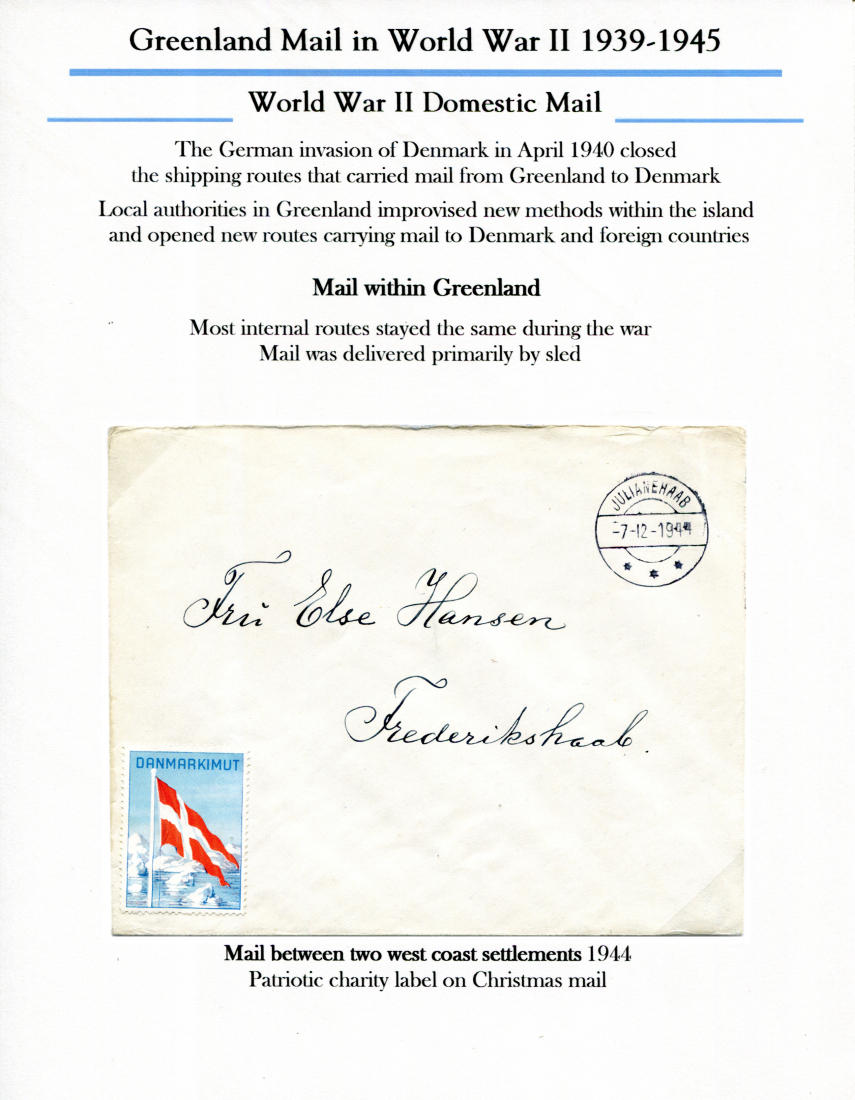 Greenland Mail in World War II 1939-1945
World War II Domestic Mail
The German invasion of Denmark in April 1940 closed
the shipping routes that carried mail from Greenland to Denmark
Local authorities in Greenland improvised new methods within the island
and opened new routes carrying mail to Denmark and foreign countries
Mail within Greenland
Most internal routes stayed the same during the war
Mail was delivered primarily by sled
JULIANEHAAB
-7-12-1944
Frū Else Hansen
Frederikshaab.
DANMARKIMUT
Mail between two west coast settlements 1944
Patriotic charity label on Christmas mail